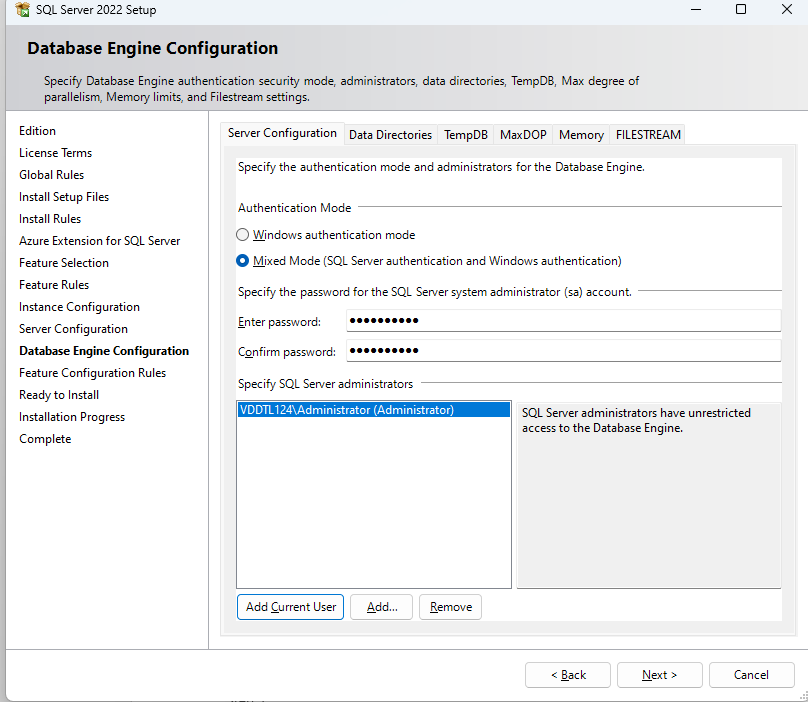 SQL Server 2022 Setup
Database Engine Configuration
Specify Database Engine authentication security mode, administrators, data directories, TempDB, Max degree of
parallelism, Memory limits, and Filestream settings.
Edition
License Terms
Global Rules
Install Setup Files
Install Rules
Azure Extension for SQL Server
Feature Selection
Feature Rules
Instance Configuration
Server Configuration
Database Engine Configuration
Feature Configuration Rules
Ready to Install
Installation Progress
Complete
Server Configuration Data Directories TempDB MaxDOP Memory FILESTREAM
Specify the authentication mode and administrators for the Database Engine.
Authentication Mode
Windows authentication mode
Mixed Mode (SQL Server authentication and Windows authentication)
Specify the password for the SQL Server system administrator (sa) account.
Enter password: ●●●●●●●●●●
Confirm password: ●●●●●●●●●●
Specify SQL Server administrators
VDDTL124\Administrator (Administrator)
SQL Server administrators have unrestricted
access to the Database Engine.
Add Current User Add... Remove
< Back Next > Cancel